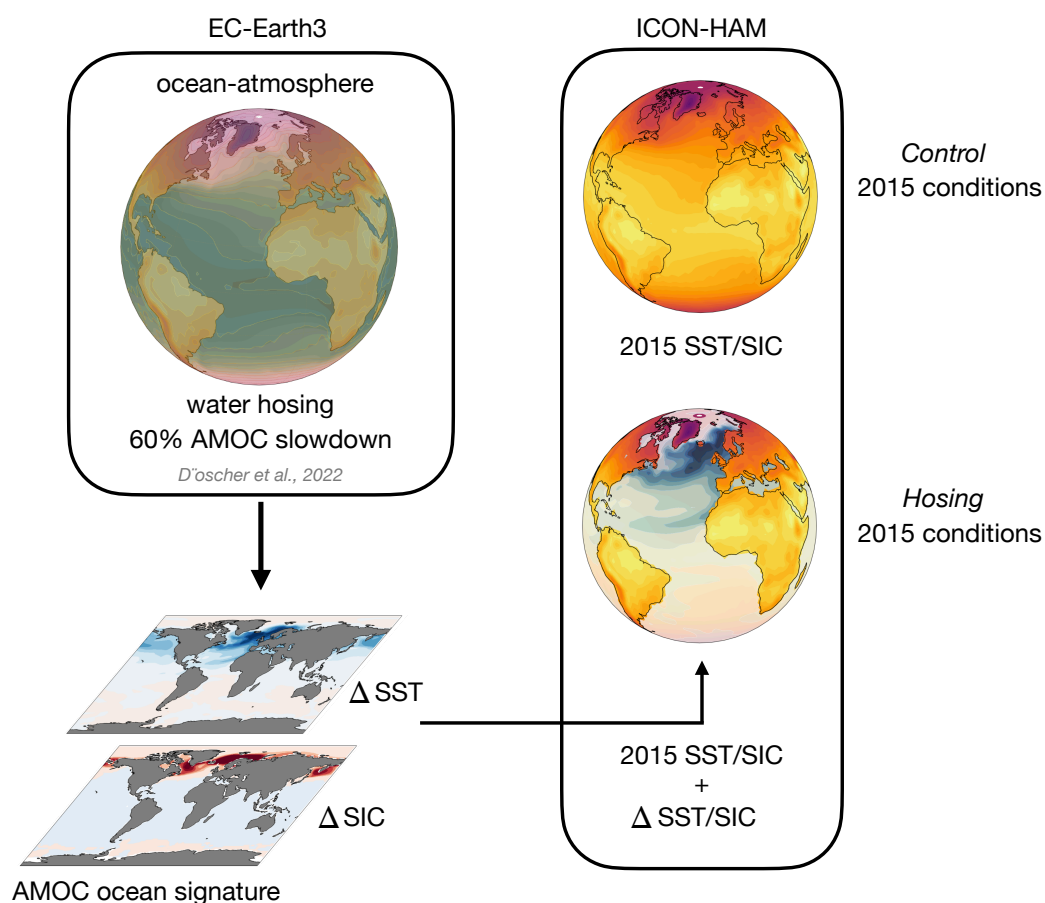 EC-Earth3
ocean-atmosphere
water hosing
60% AMOC slowdown
D¨oscher et al., 2022
Δ SST
Δ SIC
AMOC ocean signature
ICON-HAM
2015 SST/SIC
2015 SST/SIC
+
Δ SST/SIC
Control
2015 conditions
Hosing
2015 conditions